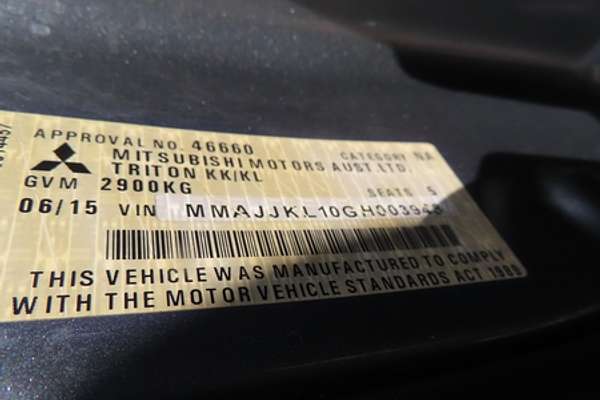 APPROVAL NO. 46660 CATEGORY NA
MITSUBISHI MOTORS AUST LTD.
TRITON KK/KL
GVM 2900KG SEATS 5
06/15 VIN MMAJJKL10GH003943
THIS VEHICLE WAS MANUFACTURED TO COMPLY
WITH THE MOTOR VEHICLE STANDARDS ACT 1989